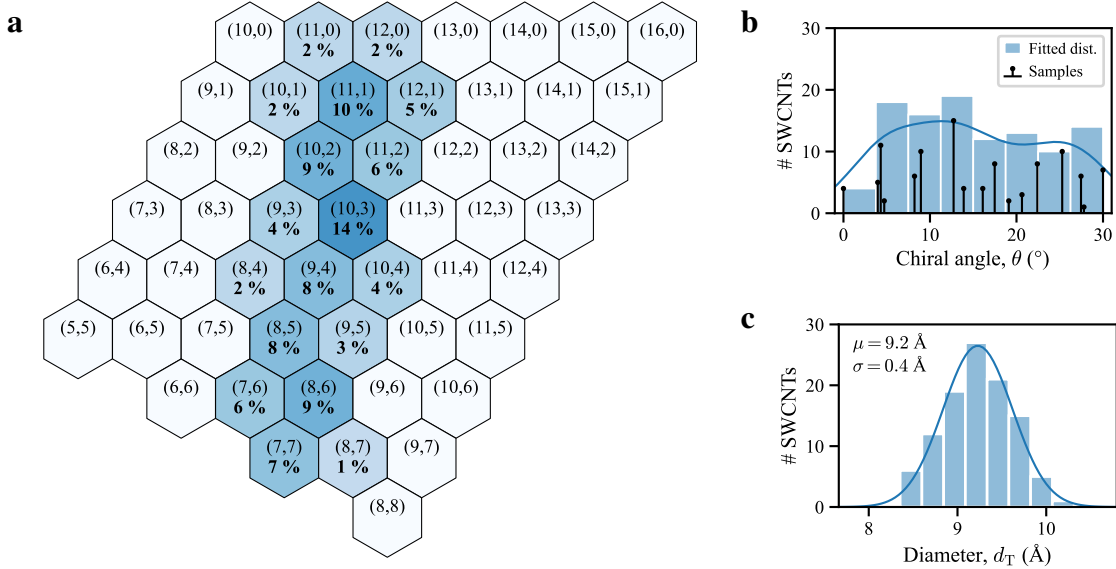 a
(10,0) (11,0) (12,0) (13,0) (14,0) (15,0) (16,0)
2 % 2 %
(9,1) (10,1) (11,1) (12,1) (13,1) (14,1) (15,1)
2 % 10 % 5 %
(8,2) (9,2) (10,2) (11,2) (12,2) (13,2) (14,2)
9 % 6 %
(7,3) (8,3) (9,3) (10,3) (11,3) (12,3) (13,3)
4 % 14 %
(6,4) (7,4) (8,4) (9,4) (10,4) (11,4) (12,4)
2 % 8 % 4 %
(5,5) (6,5) (7,5) (8,5) (9,5) (10,5) (11,5)
8 % 3 %
(6,6) (7,6) (8,6) (9,6) (10,6)
6 % 9 %
(7,7) (8,7) (9,7)
7 % 1 %
(8,8)
b
30
20
10
0
# SWCNTs
Fitted dist.
Samples
0 10 20 30
Chiral angle, θ (°)
c
30
20
10
0
# SWCNTs
μ = 9.2 Å
σ = 0.4 Å
8 9 10
Diameter, d_T (Å)